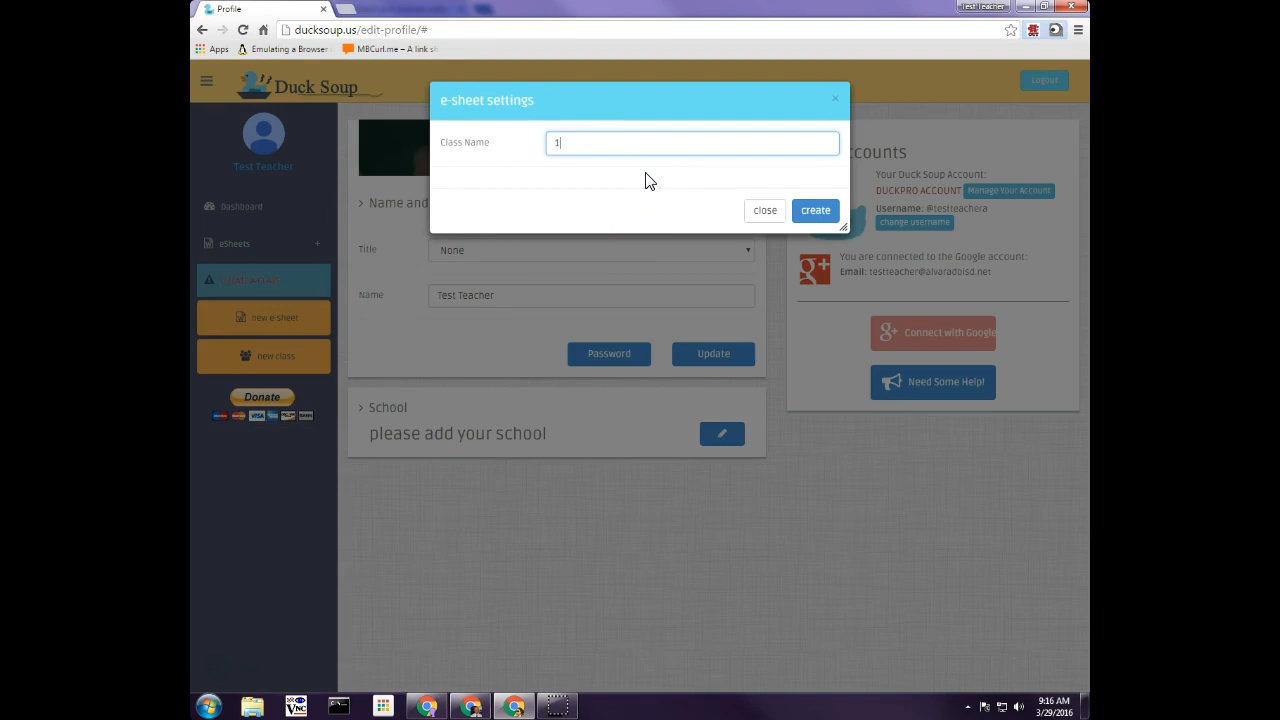 Profile
Test Teacher
ducksoup.us/edit-profile/#
Apps
Emulating a Browser
MBCurl.me – A link sh
Duck Soup
Logout
e-sheet settings
Class Name
1
close
create
Test Teacher
Dashboard
eSheets
new e-sheet
new class
Donate
VISA
Name and
Title
None
Name
Test Teacher
Password
Update
School
please add your school
ccounts
Your Duck Soup Account:
DUCKPRO ACCOUNT
Manage Your Account
Username: @testteachera
change username
You are connected to the Google account:
Email: testteacher@alvaradoisd.net
Connect with Google
Need Some Help!
VNC
9:16 AM
3/29/2016